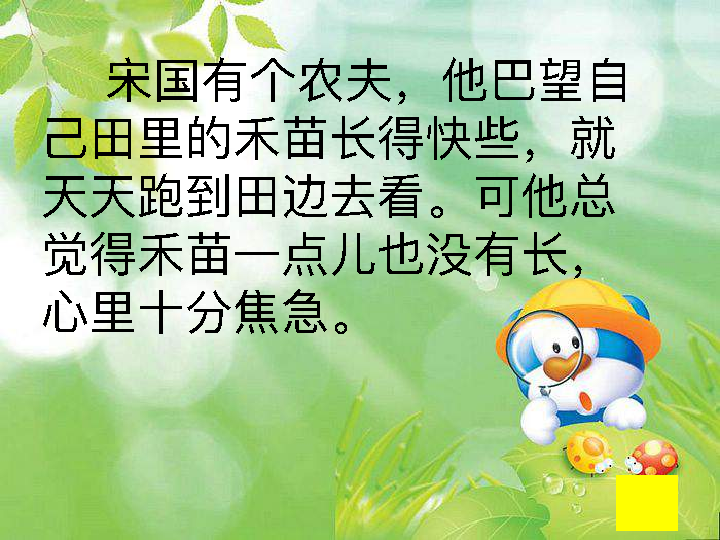 宋国有个农夫，他巴望自
己田里的禾苗长得快些，就
天天跑到田边去看。可他总
觉得禾苗一点儿也没有长，
心里十分焦急。